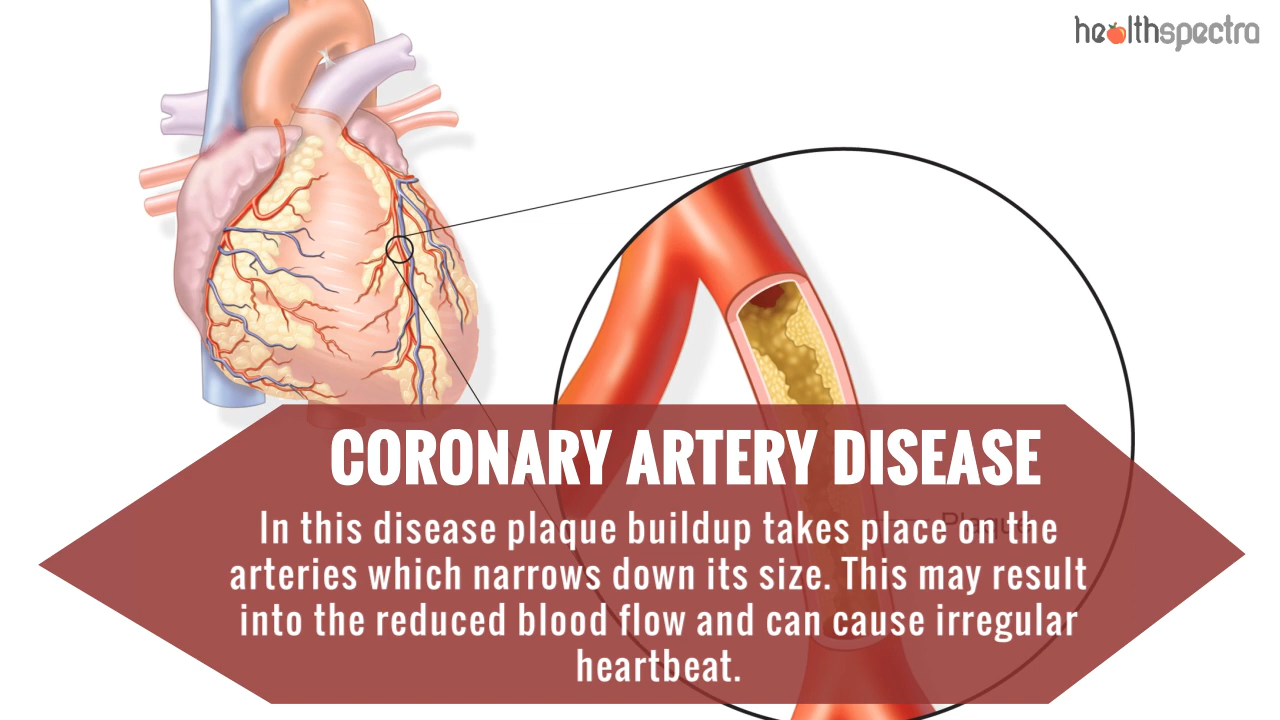 healthspectra
CORONARY ARTERY DISEASE
In this disease plaque buildup takes place on the
arteries which narrows down its size. This may result
into the reduced blood flow and can cause irregular
heartbeat.
Plaque